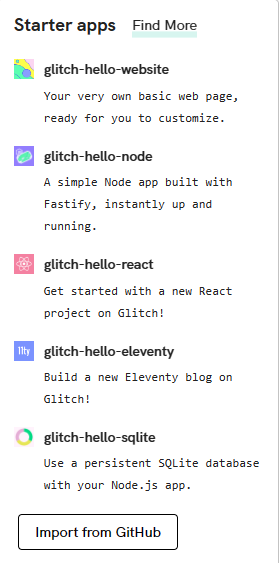 Starter apps Find More
glitch-hello-website
Your very own basic web page,
ready for you to customize.
glitch-hello-node
A simple Node app built with
Fastify, instantly up and
running.
glitch-hello-react
Get started with a new React
project on Glitch!
11ty
glitch-hello-eleventy
Build a new Eleventy blog on
Glitch!
glitch-hello-sqlite
Use a persistent SQLite database
with your Node.js app.
Import from GitHub